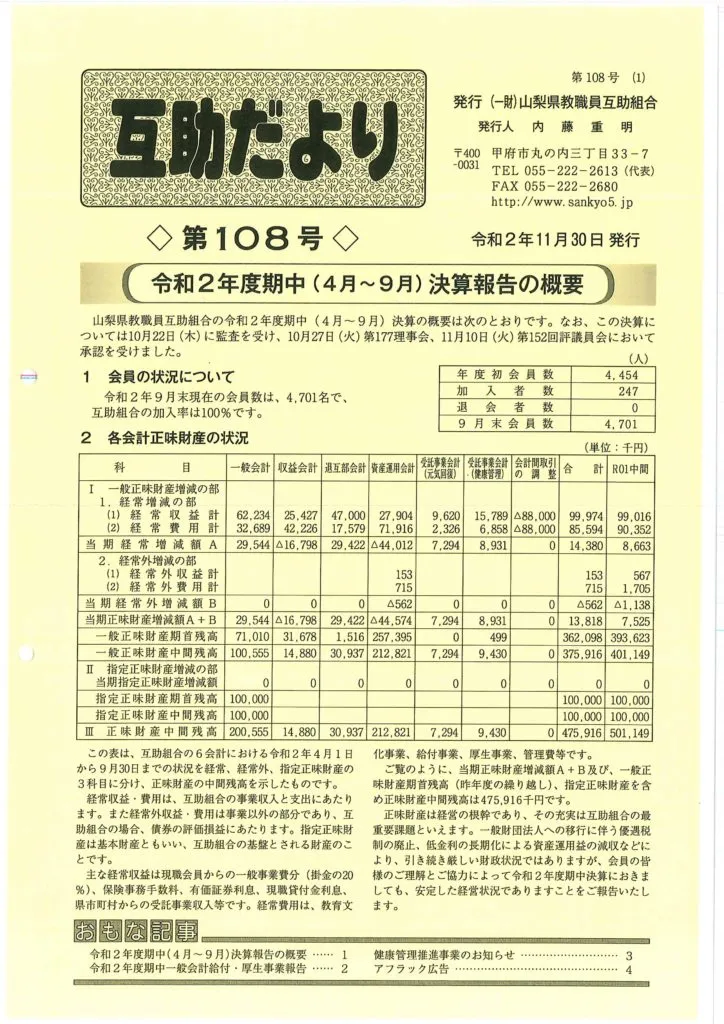 第108号 (1)
互助だより
発行 (一財)山梨県教職員互助組合
発行人 内藤重明
〒400-0031 甲府市丸の内三丁目33-7
TEL 055-222-2613 (代表)
FAX 055-222-2680
http://www.sankyo5.jp
◇ 第108号 ◇
令和2年11月30日 発行
令和2年度期中(4月~9月)決算報告の概要
山梨県教職員互助組合の令和2年度期中(4月~9月)決算の概要は次のとおりです。なお、この決算に
ついては10月22日(木)に監査を受け、10月27日(火)第177理事会、11月10日(火)第152回評議員会において
承認を受けました。
1 会員の状況について
令和2年9月末現在の会員数は、4,701名で、
互助組合の加入率は100%です。
(人)
年度初会員数 4,454
加入者数 247
退会者数 0
9月末会員数 4,701
2 各会計正味財産の状況
(単位:千円)
科目 一般会計 収益会計 退互部会計 資産運用会計 受託事業会計(元気回復) 受託事業会計(健康管理) 会計間取引の調整 合計 R01中間
Ⅰ 一般正味財産増減の部
1.経常増減の部
(1) 経常収益計 62,234 25,427 47,000 27,904 9,620 15,789 △88,000 99,974 99,016
(2) 経常費用計 32,689 42,226 17,579 71,916 2,326 6,858 △88,000 85,594 90,352
当期経常増減額A 29,544 △16,798 29,422 △44,012 7,294 8,931 0 14,380 8,663
2.経常外増減の部
(1) 経常外収益計 153 153 567
(2) 経常外費用計 715 715 1,705
当期経常外増減額B 0 0 0 △562 0 0 0 △562 △1,138
当期正味財産増減額A+B 29,544 △16,798 29,422 △44,574 7,294 8,931 0 13,818 7,525
一般正味財産期首残高 71,010 31,678 1,516 257,395 0 499 362,098 393,623
一般正味財産中間残高 100,555 14,880 30,937 212,821 7,294 9,430 0 375,916 401,149
Ⅱ 指定正味財産増減の部
当期指定正味財産増減額 0 0 0 0 0 0 0 0 0
指定正味財産期首残高 100,000 100,000 100,000
指定正味財産中間残高 100,000 100,000 100,000
Ⅲ 正味財産中間残高 200,555 14,880 30,937 212,821 7,294 9,430 0 475,916 501,149
この表は、互助組合の6会計における令和2年4月1日
から9月30日までの状況を経常、経常外、指定正味財産の
3科目に分け、正味財産の中間残高を示したものです。
経常収益・費用は、互助組合の事業収入と支出にあたり
ます。また経常外収益・費用は事業以外の部分であり、互
助組合の場合、債券の評価損益にあたります。指定正味財
産は基本財産ともいい、互助組合の基盤とされる財産のこ
とです。
主な経常収益は現職会員からの一般事業費分(掛金の20
%)、保険事務手数料、有価証券利息、現職貸付金利息、
県市町村からの受託事業収入等です。経常費用は、教育文
化事業、給付事業、厚生事業、管理費等です。
ご覧のように、当期正味財産増減額A+B及び、一般正
味財産期首残高(昨年度の繰り越し)、指定正味財産を含
め正味財産中間残高は475,916千円です。
正味財産は経営の根幹であり、その充実は互助組合の最
重要課題といえます。一般財団法人への移行に伴う優遇税
制の廃止、低金利の長期化による資産運用益の減収などに
より、引き続き厳しい財政状況ではありますが、会員の皆
様のご理解とご協力によって令和2年度期中決算におきま
しても、安定した経営状況でありますことをご報告いたし
ます。
おもな記事
令和2年度期中(4月~9月)決算報告の概要 …… 1
令和2年度期中一般会計給付・厚生事業報告 …… 2
健康管理推進事業のお知らせ …………………… 3
アフラック広告 …………………… 4